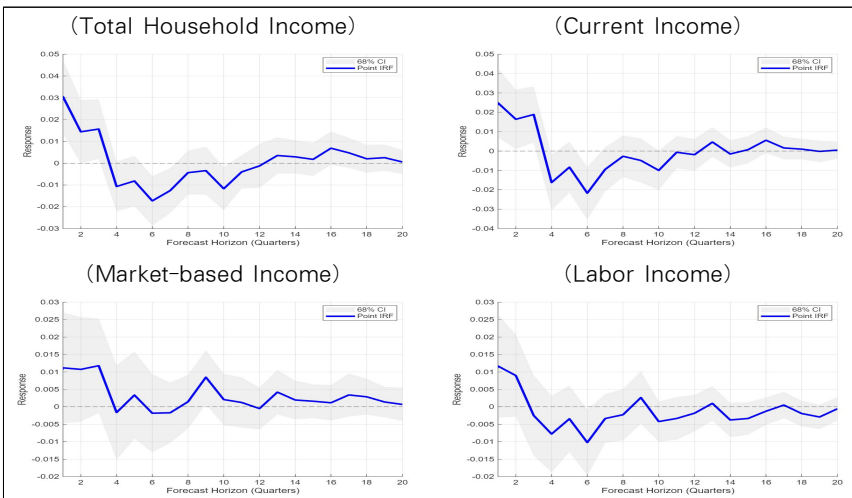 (Total Household Income)
0.05
0.04
0.03
0.02
0.01
0
-0.01
-0.02
-0.03
Response
68% CI
Point IRF
2 4 6 8 10 12 14 16 18 20
Forecast Horizon (Quarters)
(Current Income)
0.05
0.04
0.03
0.02
0.01
0
-0.01
-0.02
-0.03
-0.04
Response
68% CI
Point IRF
2 4 6 8 10 12 14 16 18 20
Forecast Horizon (Quarters)
(Market-based Income)
0.03
0.025
0.02
0.015
0.01
0.005
0
-0.005
-0.01
-0.015
-0.02
Response
68% CI
Point IRF
2 4 6 8 10 12 14 16 18 20
Forecast Horizon (Quarters)
(Labor Income)
0.03
0.025
0.02
0.015
0.01
0.005
0
-0.005
-0.01
-0.015
-0.02
Response
68% CI
Point IRF
2 4 6 8 10 12 14 16 18 20
Forecast Horizon (Quarters)